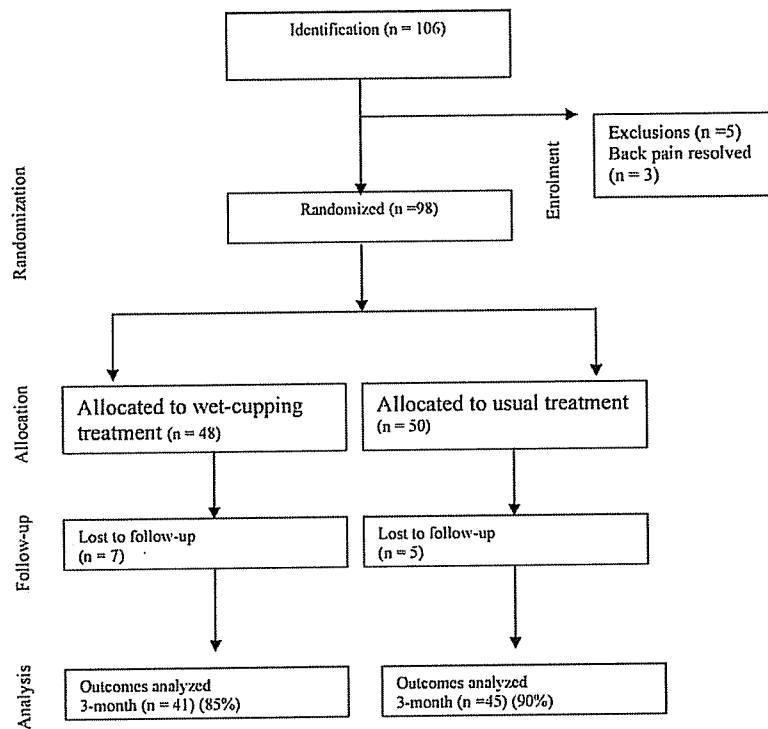 Identification (n = 106)
Enrolment
Exclusions (n =5)
Back pain resolved
(n = 3)
Randomization
Randomized (n =98)
Allocation
Allocated to wet-cupping
treatment (n = 48)
Allocated to usual treatment
(n = 50)
Follow-up
Lost to follow-up
(n = 7)
Lost to follow-up
(n = 5)
Analysis
Outcomes analyzed
3-month (n = 41) (85%)
Outcomes analyzed
3-month (n =45) (90%)